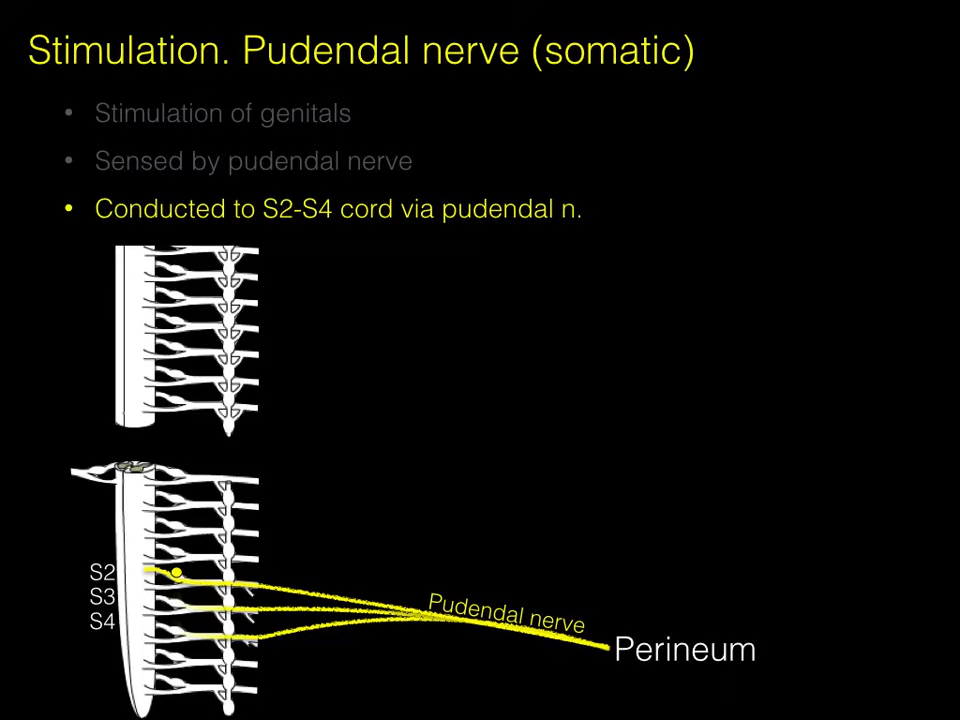 Stimulation. Pudendal nerve (somatic)
• Stimulation of genitals
• Sensed by pudendal nerve
• Conducted to S2-S4 cord via pudendal n.
S2
S3
S4
Pudendal nerve
Perineum